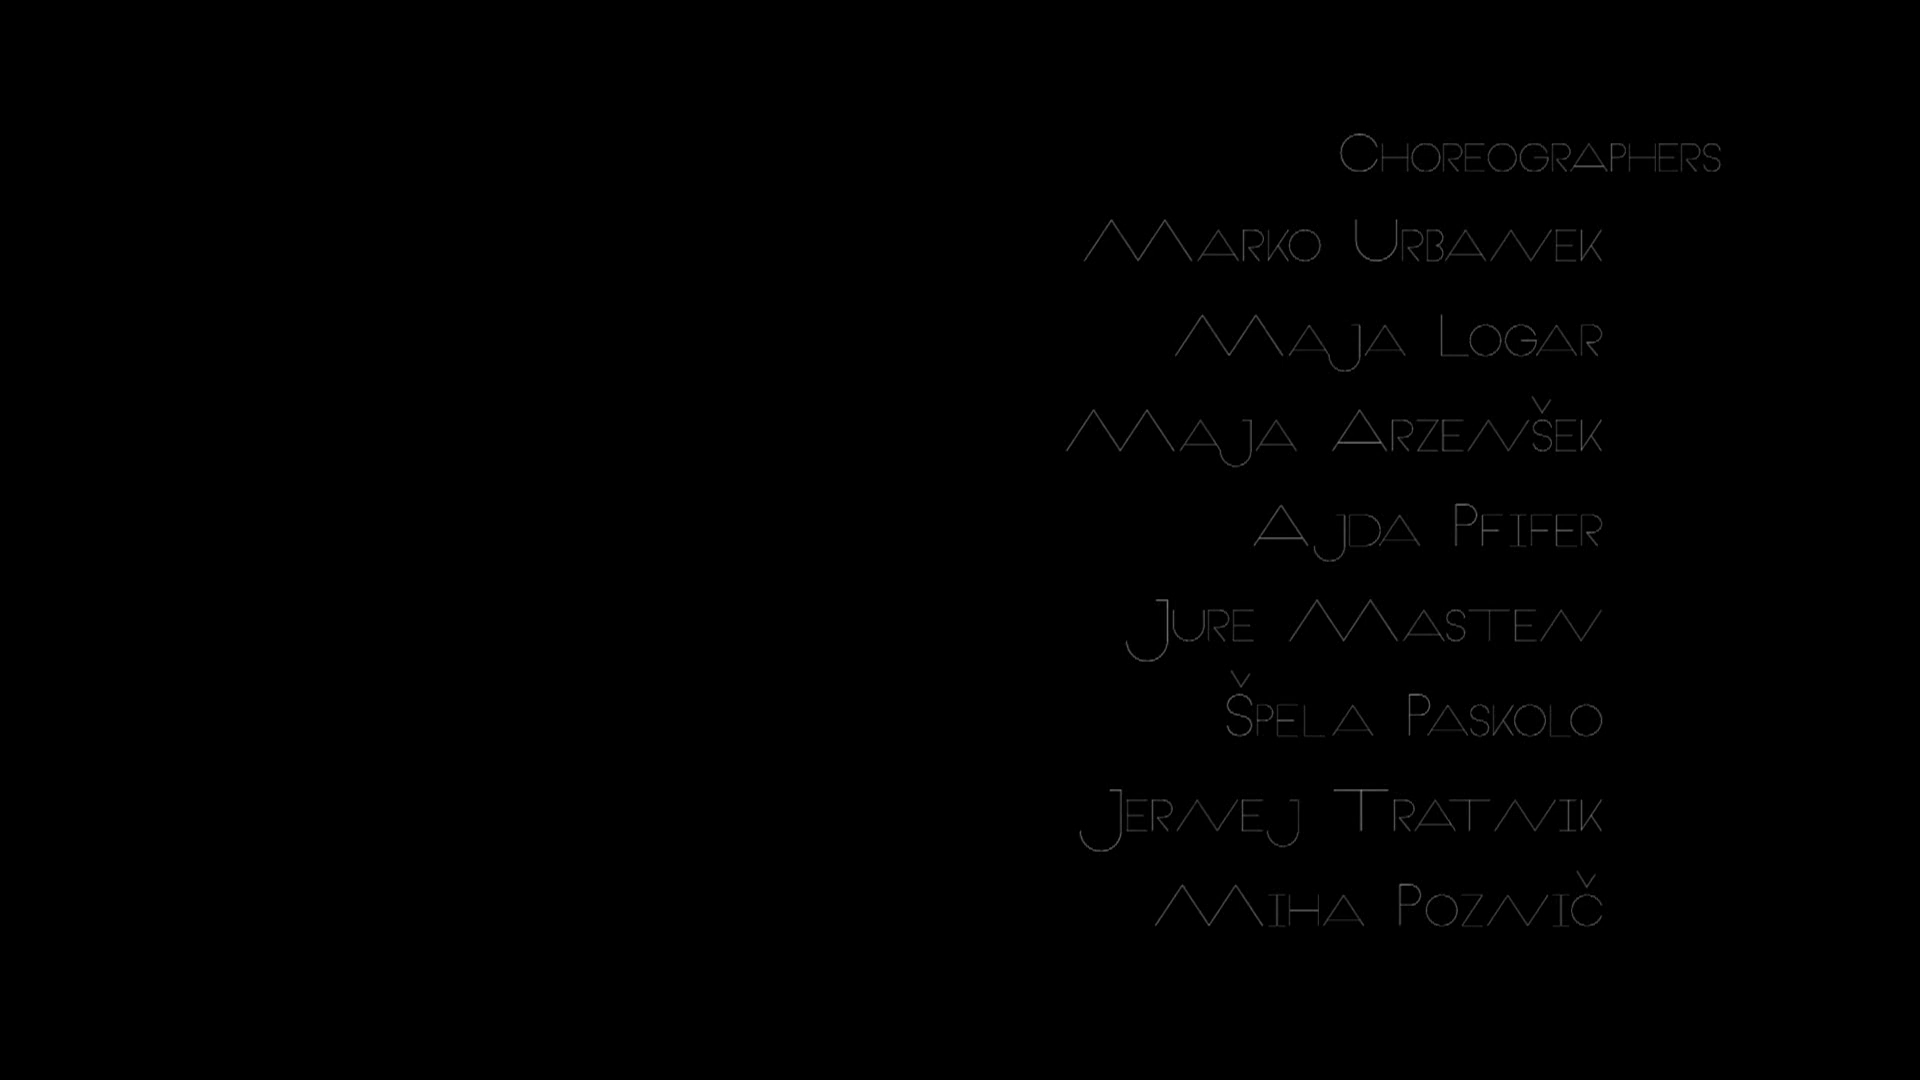 Choreographers
Marko Urbanek
Maja Logar
Maja Arzenšek
Ajda Pfifer
Jure Masten
Špela Paskolo
Jernej Tratnik
Miha Poznič